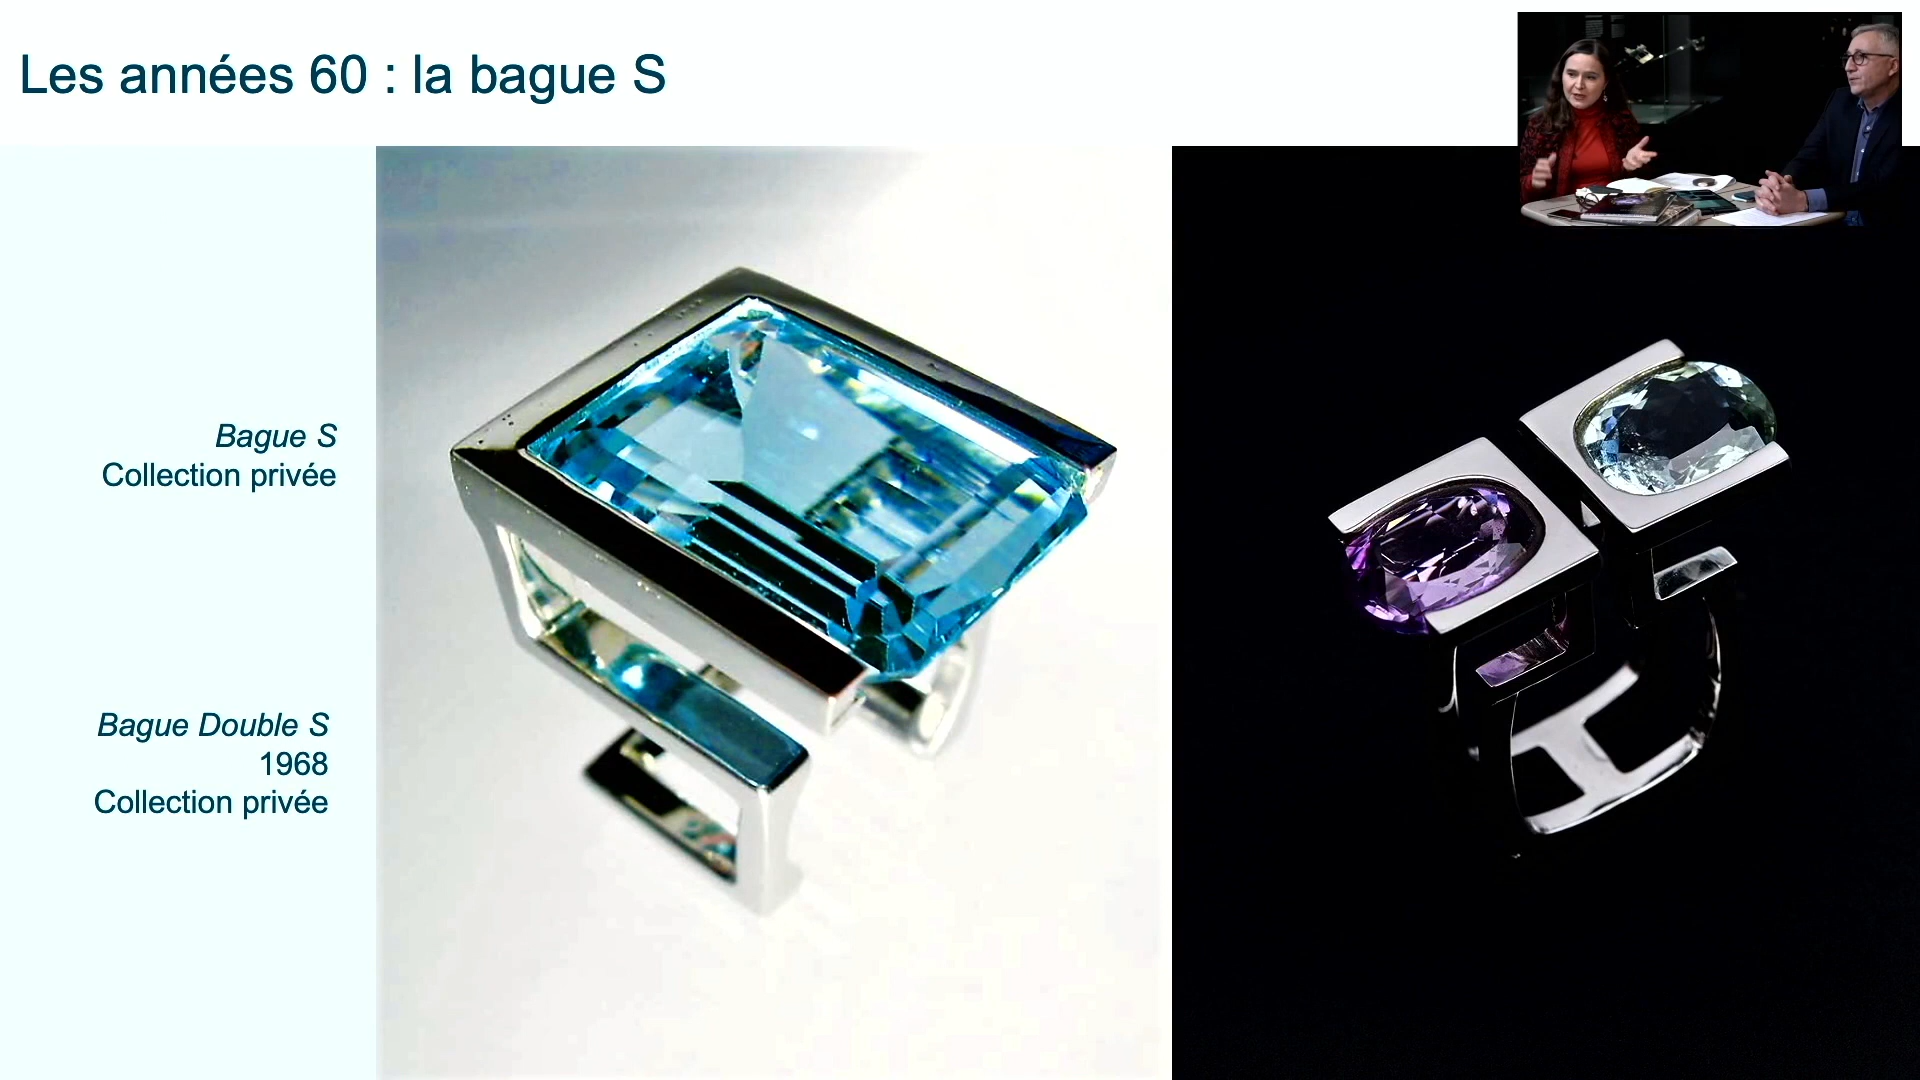 Les années 60 : la bague S
Bague S
Collection privée
Bague Double S
1968
Collection privée